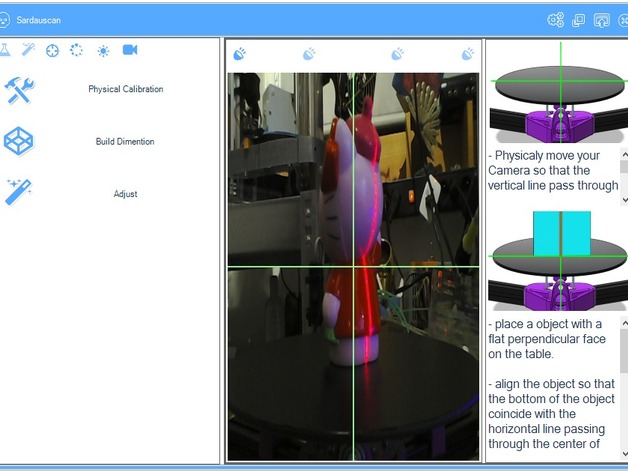 Sardauscan
Physical Calibration
Build Dimention
Adjust
- Physicaly move your
Camera so that the
vertical line pass through
- place a object with a
flat perpendicular face
on the table.
- align the object so that
the bottom of the object
coincide with the
horizontal line passing
through the center of